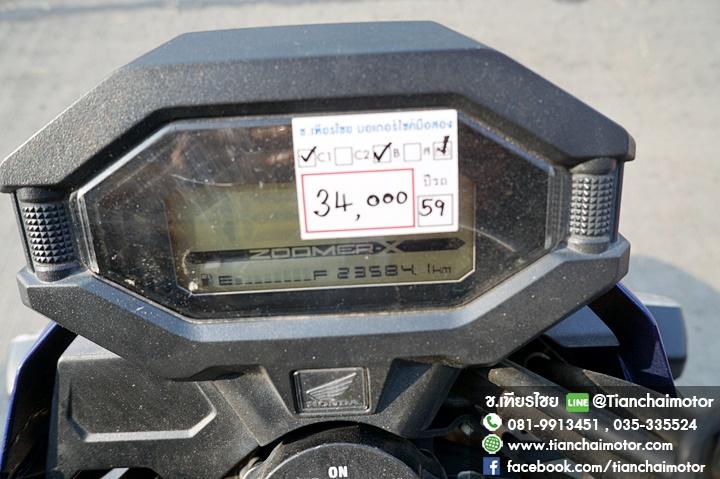 ช.เทียรไชย มอเตอร์ไซค์มือสอง
C1 C2 B M
34,000
ปีรถ
59
ZOOMER-X
E F 23584.1km
HONDA
ON
ช.เทียรไชย LINE @Tianchaimotor
081-9913451 , 035-335524
www.tianchaimotor.com
facebook.com/tianchaimotor